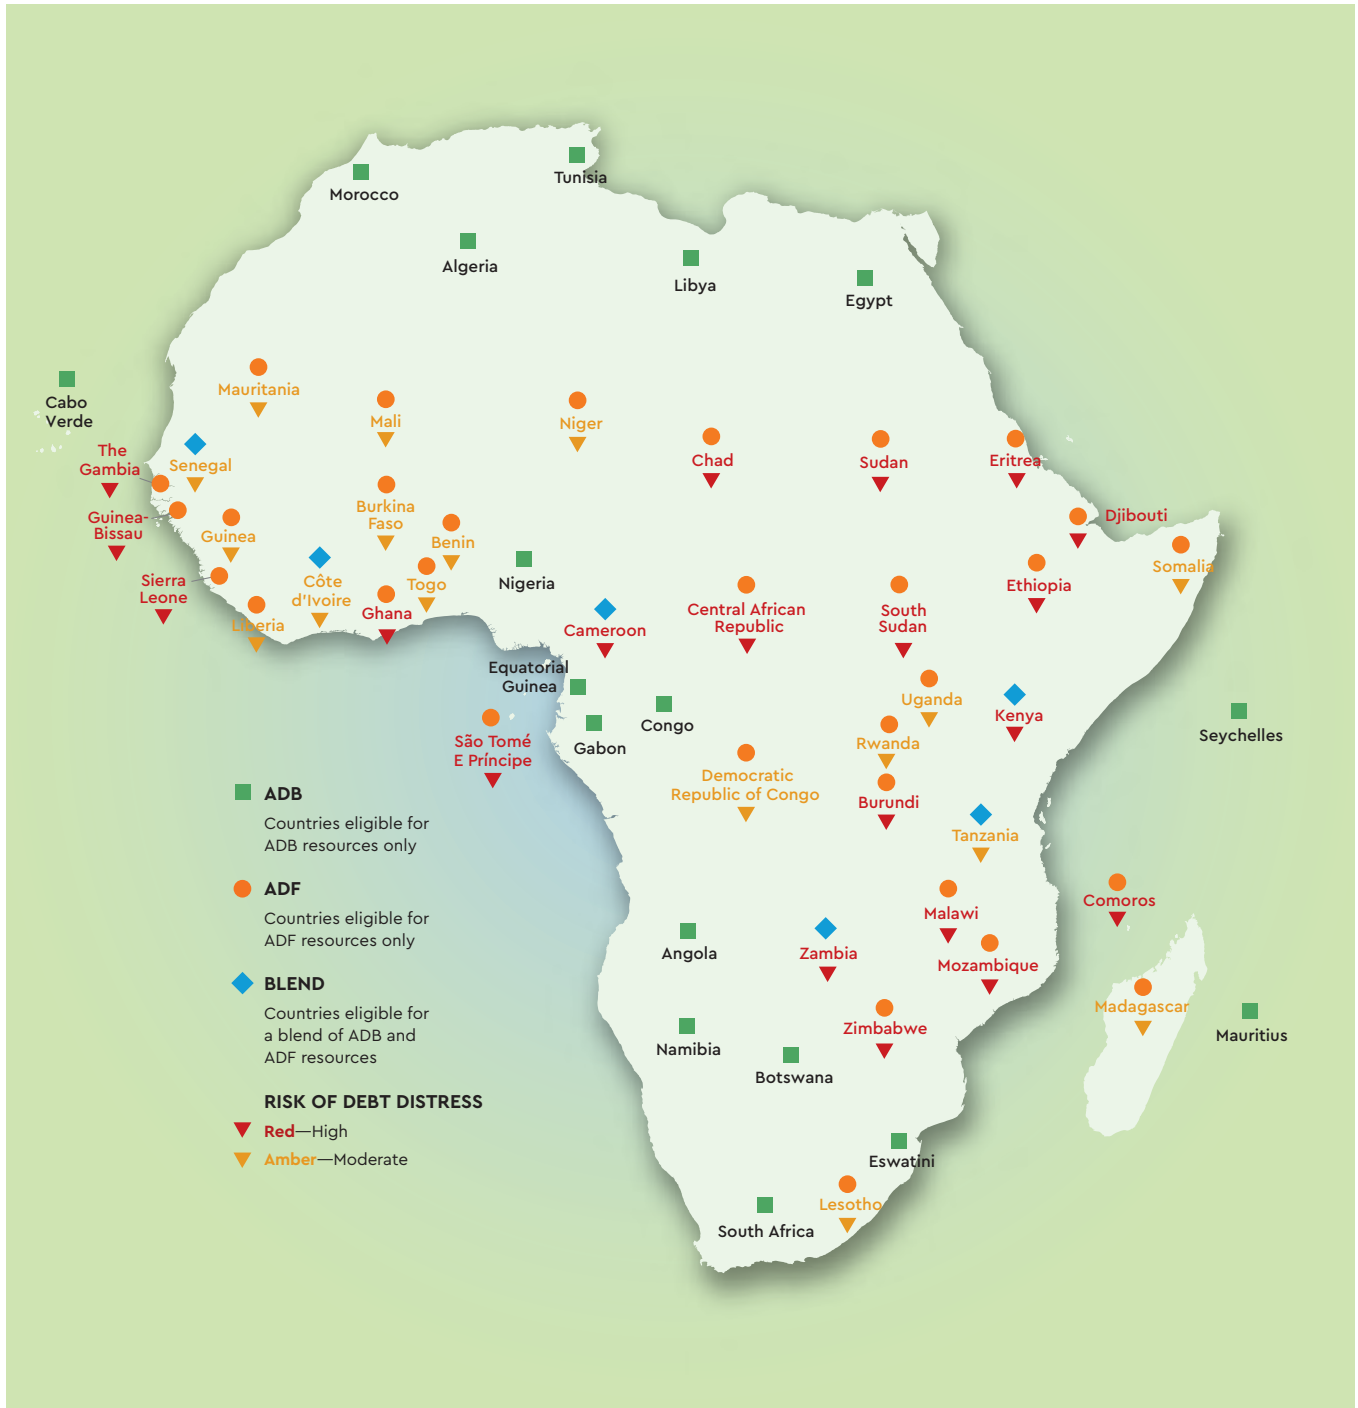 Tunisia
Morocco
Algeria
Libya
Egypt
Mauritania
Cabo
Verde
Mali
Niger
The
Gambia
Senegal
Chad
Sudan
Eritrea
Guinea-
Bissau
Guinea
Burkina
Faso
Benin
Djibouti
Somalia
Sierra
Leone
Côte
d'Ivoire
Togo
Nigeria
Ethiopia
Liberia
Ghana
Cameroon
Central African
Republic
South
Sudan
Equatorial
Guinea
Uganda
Kenya
Congo
Gabon
São Tomé
E Príncipe
Rwanda
Seychelles
Democratic
Republic of Congo
Burundi
Tanzania
ADB
Countries eligible for
ADB resources only
ADF
Countries eligible for
ADF resources only
BLEND
Countries eligible for
a blend of ADB and
ADF resources
RISK OF DEBT DISTRESS
Red—High
Amber—Moderate
Comoros
Malawi
Angola
Zambia
Mozambique
Madagascar
Mauritius
Zimbabwe
Namibia
Botswana
Eswatini
Lesotho
South Africa